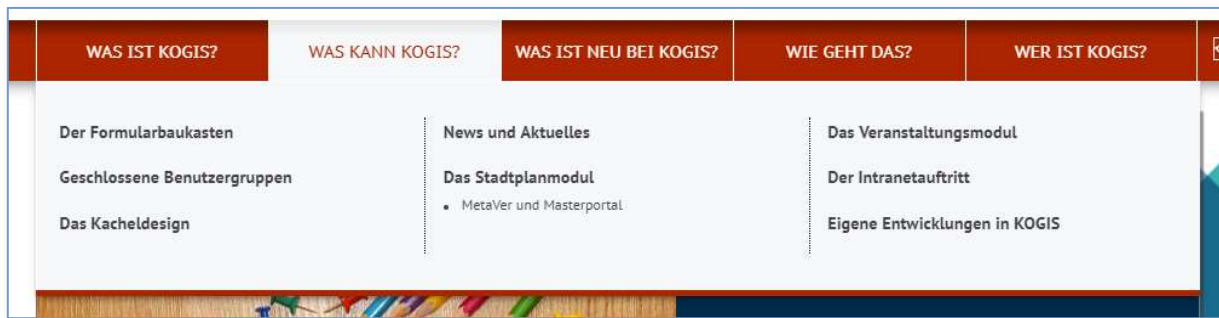 WAS IST KOGIS?
WAS KANN KOGIS?
WAS IST NEU BEI KOGIS?
WIE GEHT DAS?
WER IST KOGIS?
Der Formularbaukasten
Geschlossene Benutzergruppen
Das Kacheldesign
News und Aktuelles
Das Stadtplanmodul
• MetaVer und Masterportal
Das Veranstaltungsmodul
Der Intranetauftritt
Eigene Entwicklungen in KOGIS